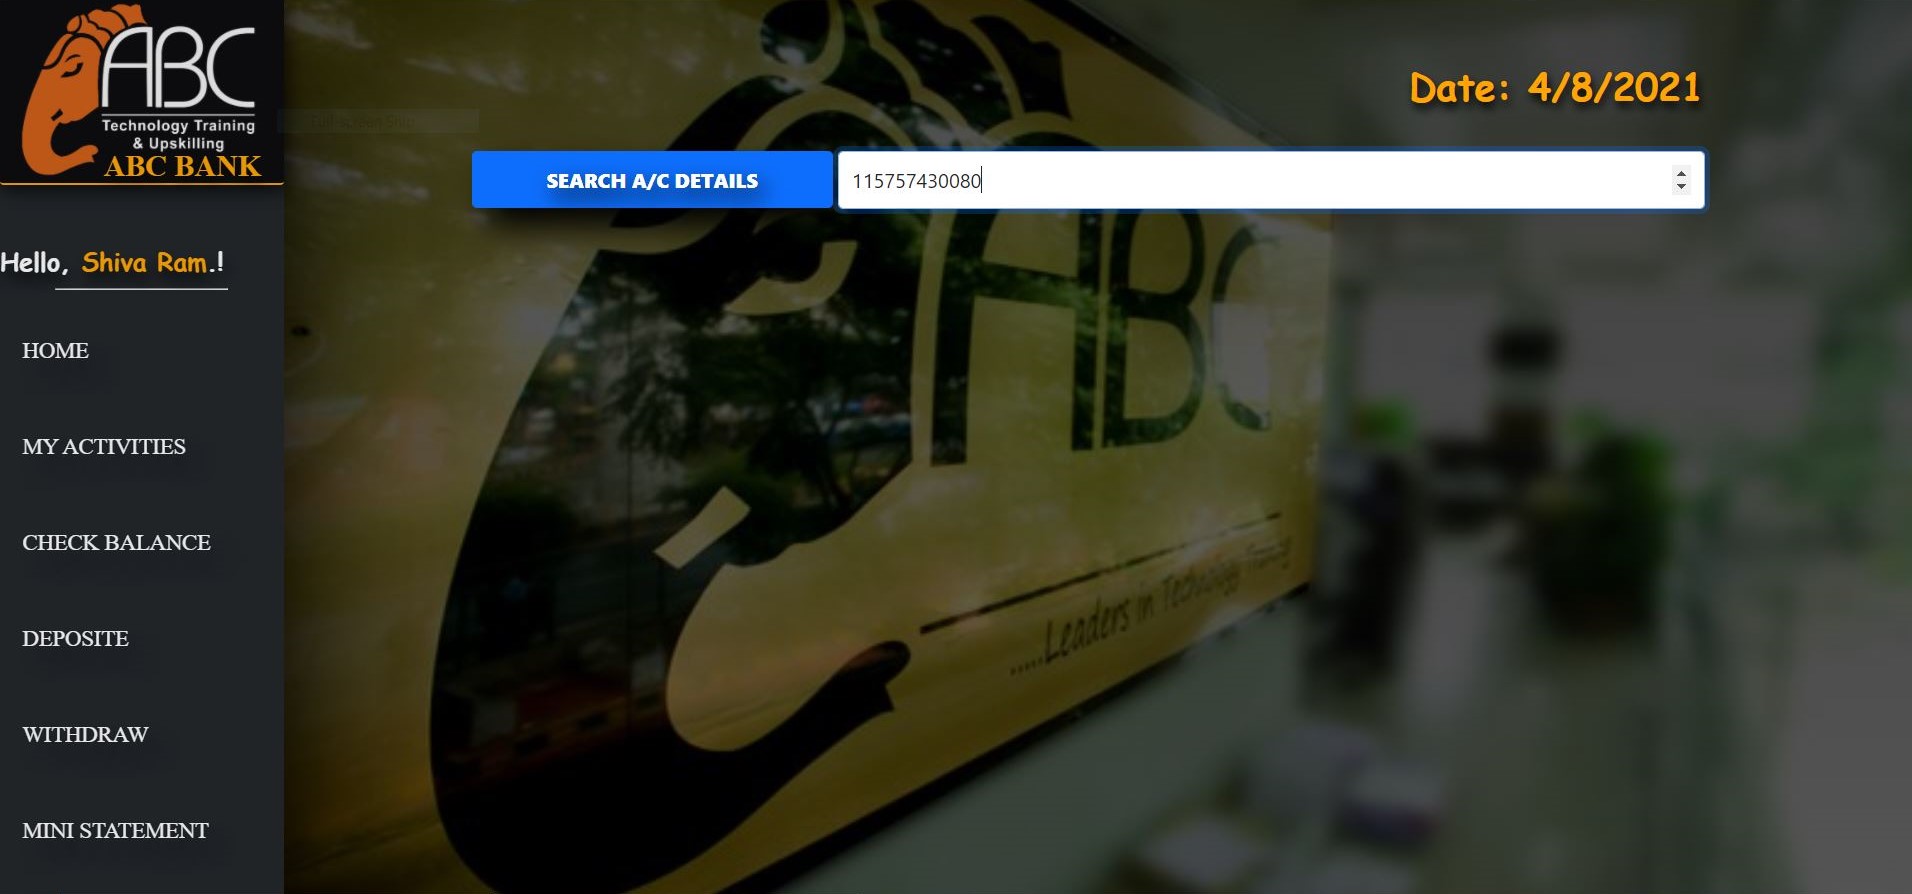 ABC
Technology Training
& Upskilling
ABC BANK
Date: 4/8/2021
SEARCH A/C DETAILS
115757430080
Hello, Shiva Ram.!
HOME
MY ACTIVITIES
CHECK BALANCE
DEPOSITE
WITHDRAW
MINI STATEMENT
ABC
.....Leaders in Technology Training